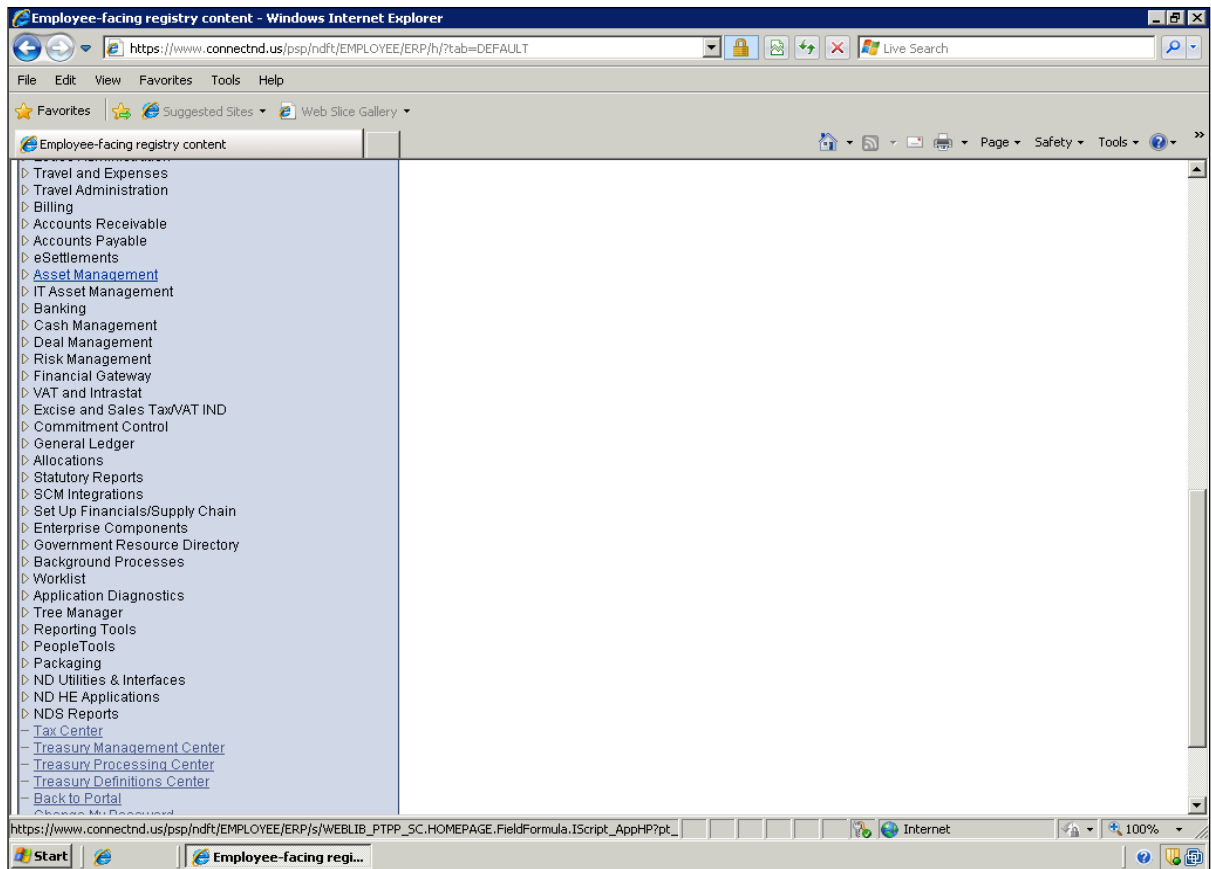 Employee-facing registry content - Windows Internet Explorer
https://www.connectnd.us/psp/ndft/EMPLOYEE/ERP/h/?tab=DEFAULT Live Search
File Edit View Favorites Tools Help
Favorites Suggested Sites Web Slice Gallery
Employee-facing registry content Page Safety Tools »
Travel and Expenses
Travel Administration
Billing
Accounts Receivable
Accounts Payable
eSettlements
Asset Management
IT Asset Management
Banking
Cash Management
Deal Management
Risk Management
Financial Gateway
VAT and Intrastat
Excise and Sales Tax/VAT IND
Commitment Control
General Ledger
Allocations
Statutory Reports
SCM Integrations
Set Up Financials/Supply Chain
Enterprise Components
Government Resource Directory
Background Processes
Worklist
Application Diagnostics
Tree Manager
Reporting Tools
PeopleTools
Packaging
ND Utilities & Interfaces
ND HE Applications
NDS Reports
Tax Center
Treasury Management Center
Treasury Processing Center
Treasury Definitions Center
Back to Portal
Change My Password
https://www.connectnd.us/psp/ndft/EMPLOYEE/ERP/s/WEBLIB_PTPP_SC.HOMEPAGE.FieldFormula.IScript_AppHP?pt_ Internet 100%
Start Employee-facing regi...